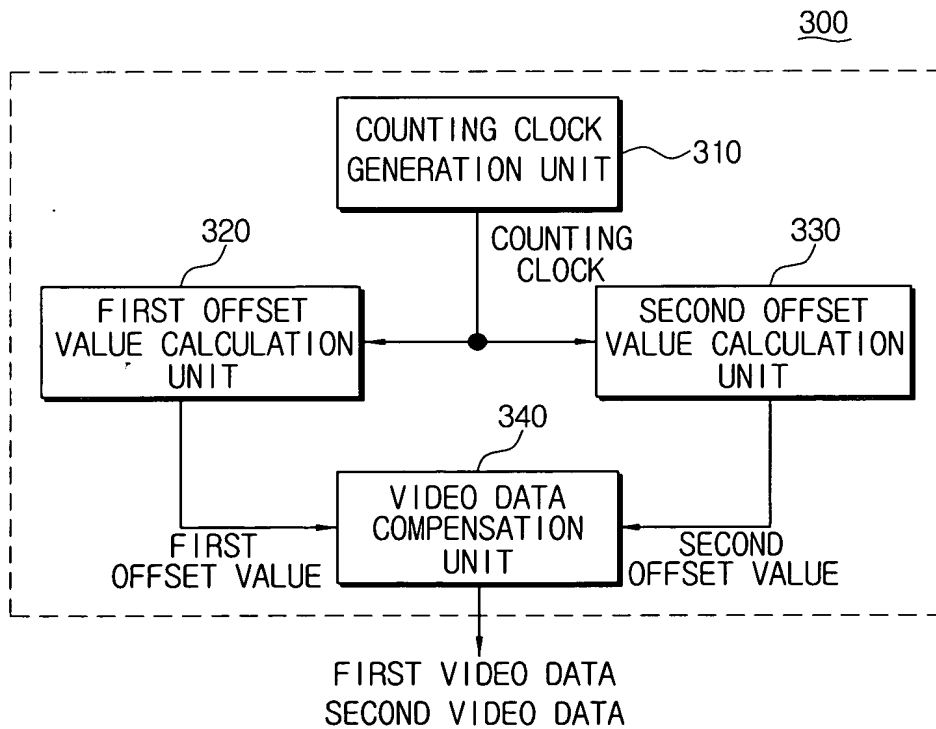 300
COUNTING CLOCK
GENERATION UNIT
310
COUNTING
CLOCK
320
330
FIRST OFFSET
VALUE CALCULATION
UNIT
SECOND OFFSET
VALUE CALCULATION
UNIT
340
VIDEO DATA
COMPENSATION
UNIT
FIRST
OFFSET VALUE
SECOND
OFFSET VALUE
FIRST VIDEO DATA
SECOND VIDEO DATA